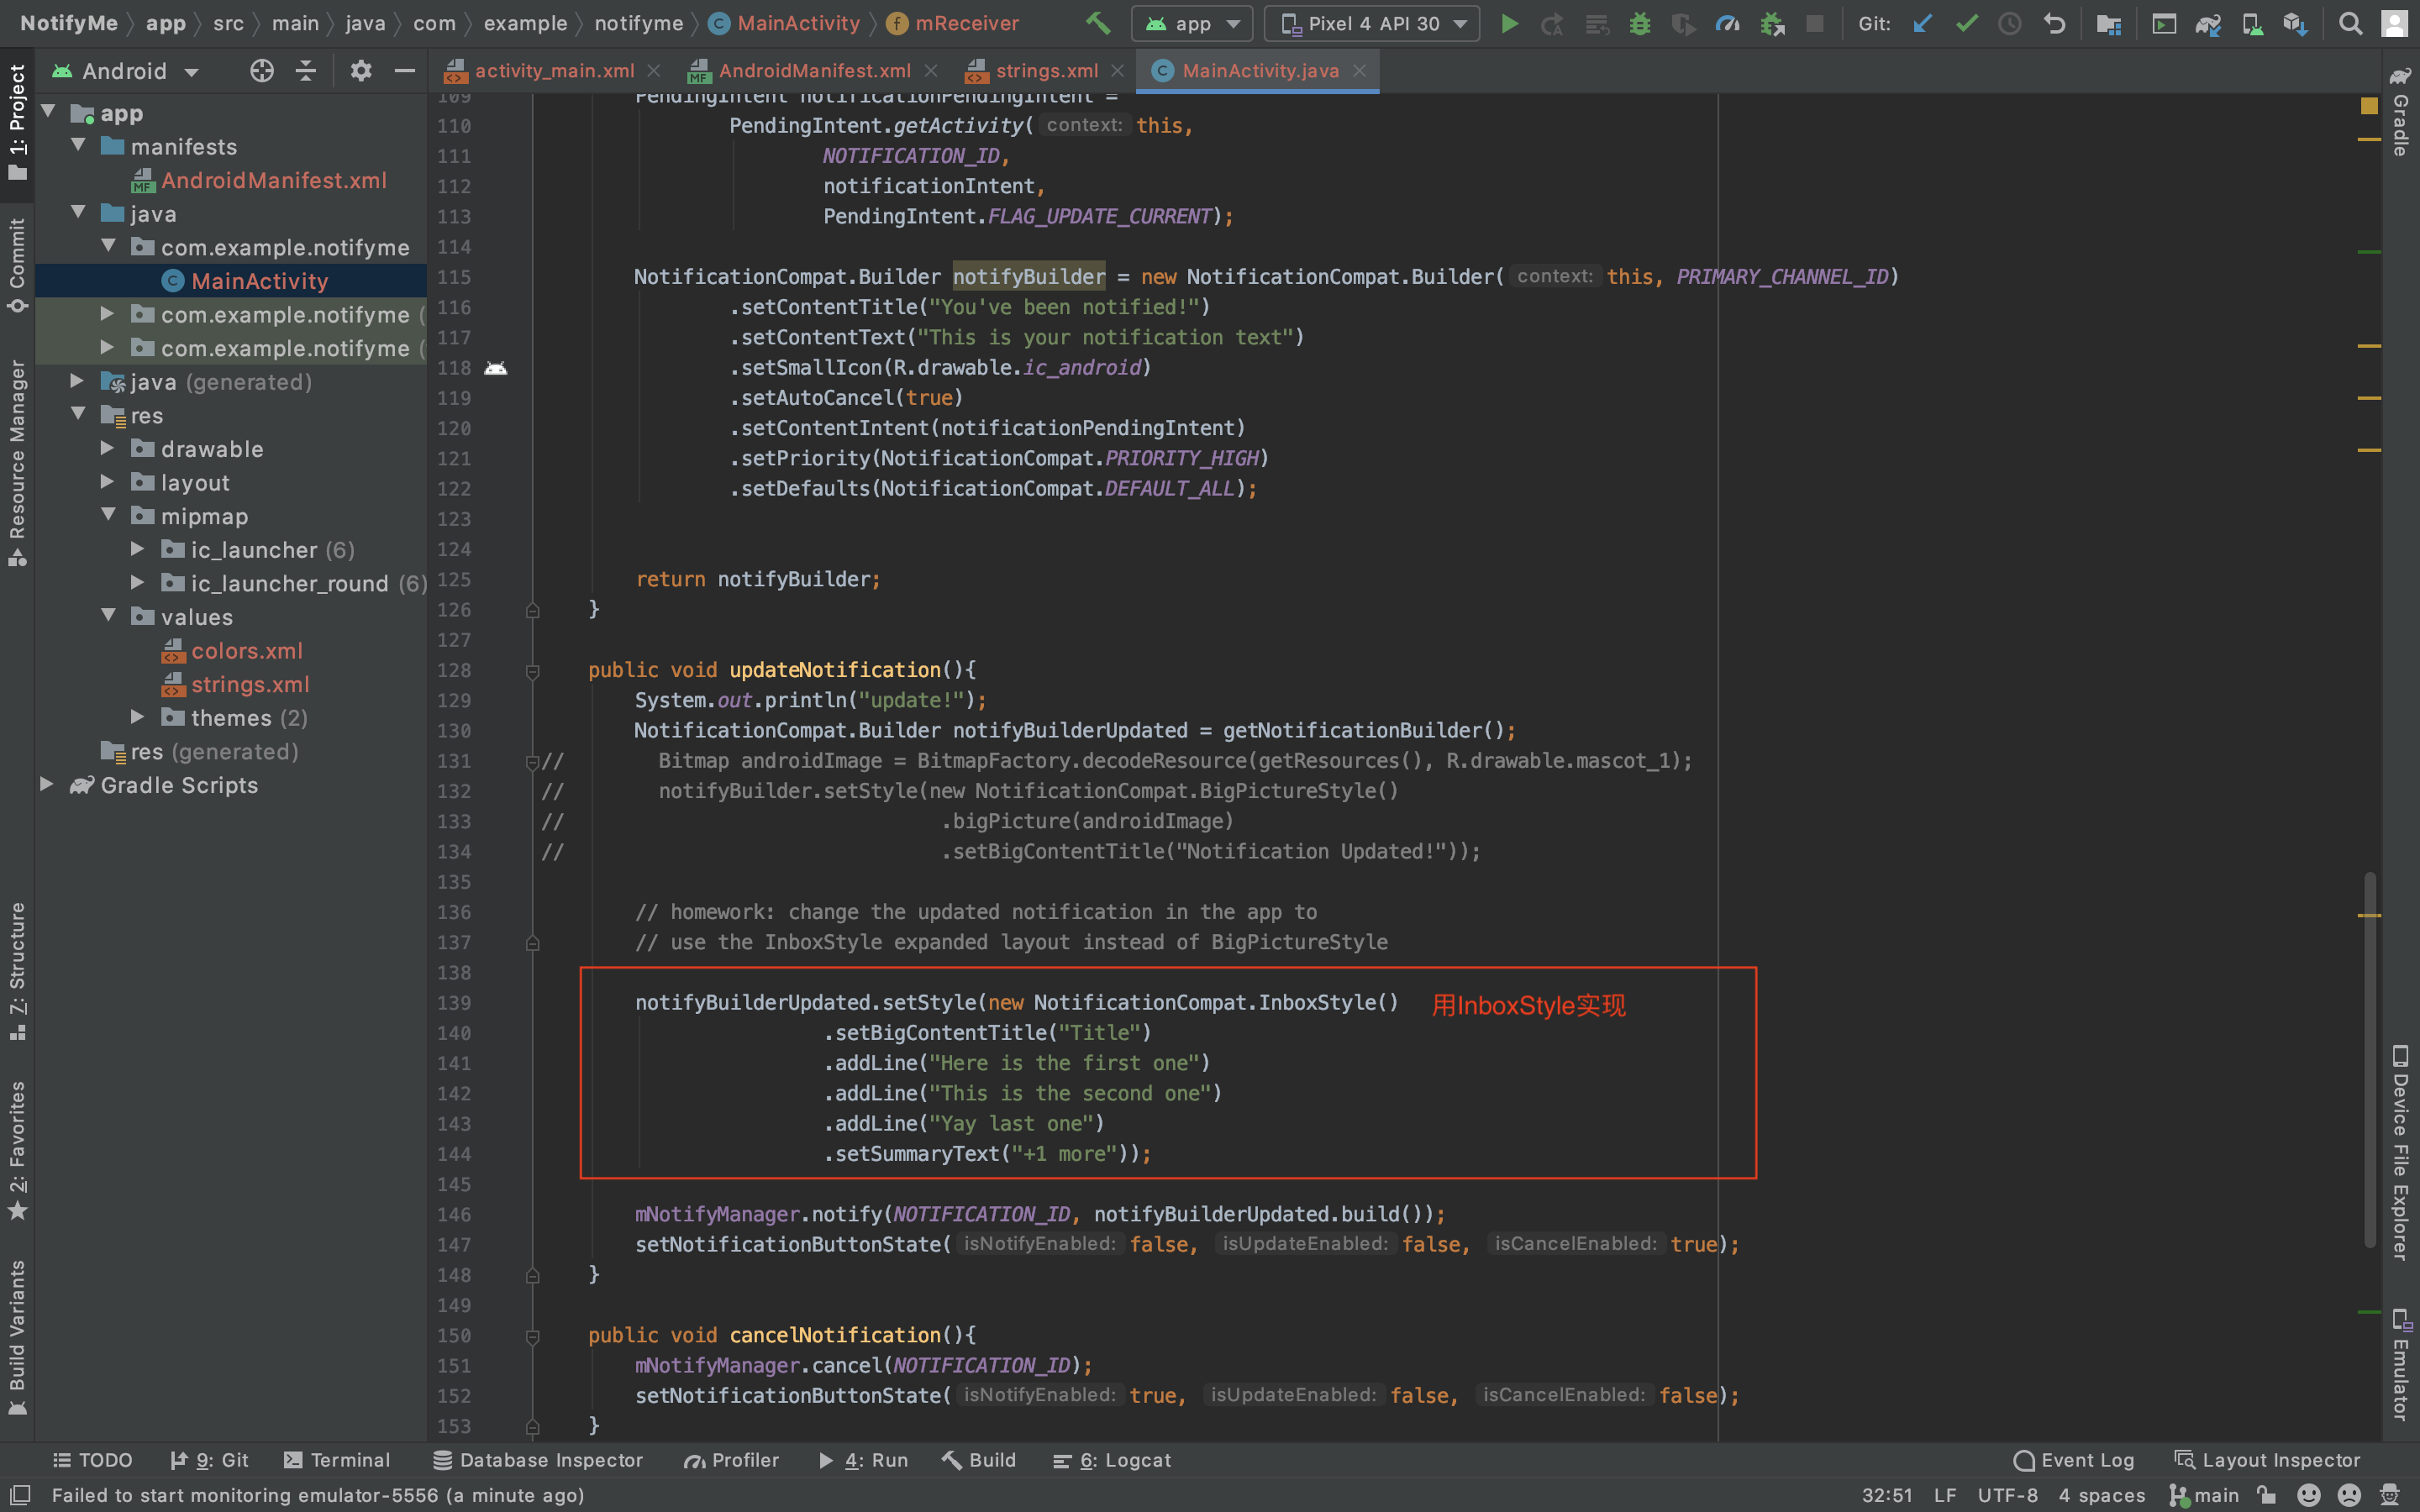 NotifyMe app src main java com example notifyme MainActivity mReceiver app Pixel 4 API 30 Git:
Android activity_main.xml AndroidManifest.xml strings.xml MainActivity.java
1: Project
Commit
Resource Manager
7: Structure
2: Favorites
Build Variants
app
manifests
AndroidManifest.xml
java
com.example.notifyme
MainActivity
com.example.notifyme (
com.example.notifyme (
java (generated)
res
drawable
layout
mipmap
ic_launcher (6)
ic_launcher_round (6)
values
colors.xml
strings.xml
themes (2)
res (generated)
Gradle Scripts
109 PendingIntent notificationPendingIntent =
110 PendingIntent.getActivity( context: this,
111 NOTIFICATION_ID,
112 notificationIntent,
113 PendingIntent.FLAG_UPDATE_CURRENT);
114
115 NotificationCompat.Builder notifyBuilder = new NotificationCompat.Builder( context: this, PRIMARY_CHANNEL_ID)
116 .setContentTitle("You've been notified!")
117 .setContentText("This is your notification text")
118 .setSmallIcon(R.drawable.ic_android)
119 .setAutoCancel(true)
120 .setContentIntent(notificationPendingIntent)
121 .setPriority(NotificationCompat.PRIORITY_HIGH)
122 .setDefaults(NotificationCompat.DEFAULT_ALL);
123
124
125 return notifyBuilder;
126 }
127
128 public void updateNotification(){
129 System.out.println("update!");
130 NotificationCompat.Builder notifyBuilderUpdated = getNotificationBuilder();
131 // Bitmap androidImage = BitmapFactory.decodeResource(getResources(), R.drawable.mascot_1);
132 // notifyBuilder.setStyle(new NotificationCompat.BigPictureStyle()
133 // .bigPicture(androidImage)
134 // .setBigContentTitle("Notification Updated!"));
135
136 // homework: change the updated notification in the app to
137 // use the InboxStyle expanded layout instead of BigPictureStyle
138
139 notifyBuilderUpdated.setStyle(new NotificationCompat.InboxStyle() 用InboxStyle实现
140 .setBigContentTitle("Title")
141 .addLine("Here is the first one")
142 .addLine("This is the second one")
143 .addLine("Yay last one")
144 .setSummaryText("+1 more"));
145
146 mNotifyManager.notify(NOTIFICATION_ID, notifyBuilderUpdated.build());
147 setNotificationButtonState( isNotifyEnabled: false, isUpdateEnabled: false, isCancelEnabled: true);
148 }
149
150 public void cancelNotification(){
151 mNotifyManager.cancel(NOTIFICATION_ID);
152 setNotificationButtonState( isNotifyEnabled: true, isUpdateEnabled: false, isCancelEnabled: false);
153 }
Gradle
Device File Explorer
Emulator
TODO 9: Git Terminal Database Inspector Profiler 4: Run Build 6: Logcat Event Log Layout Inspector
Failed to start monitoring emulator-5556 (a minute ago) 32:51 LF UTF-8 4 spaces main